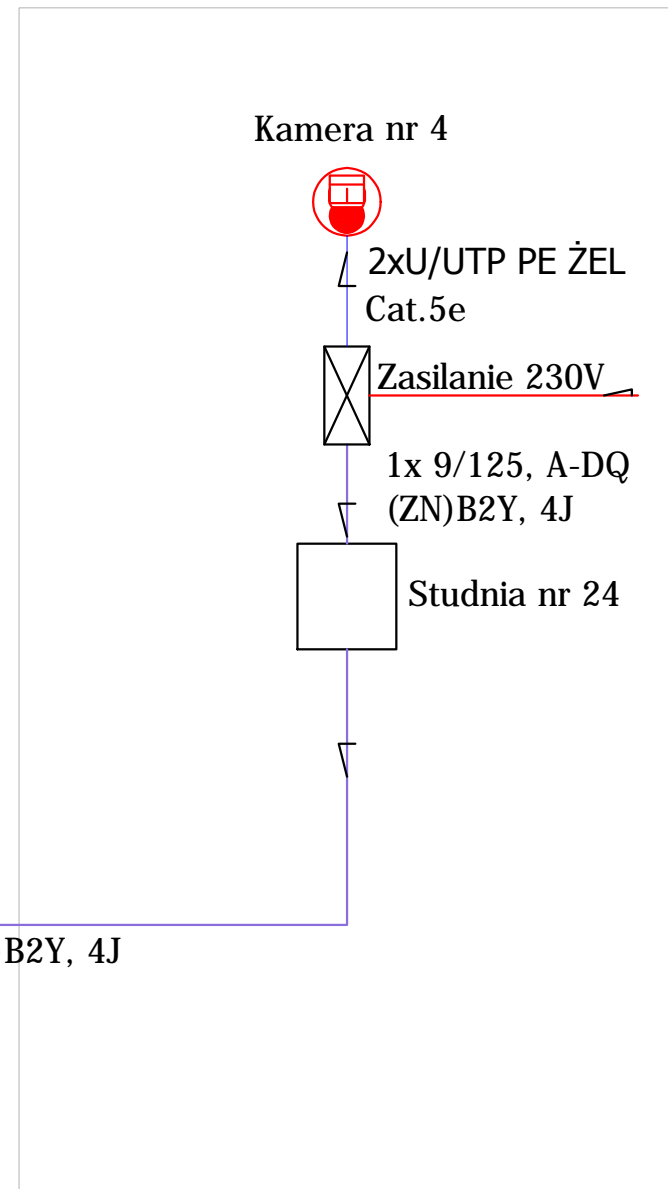 Kamera nr 4
2xU/UTP PE ŻEL
Cat.5e
Zasilanie 230V
1x 9/125, A-DQ
(ZN)B2Y, 4J
Studnia nr 24
B2Y, 4J